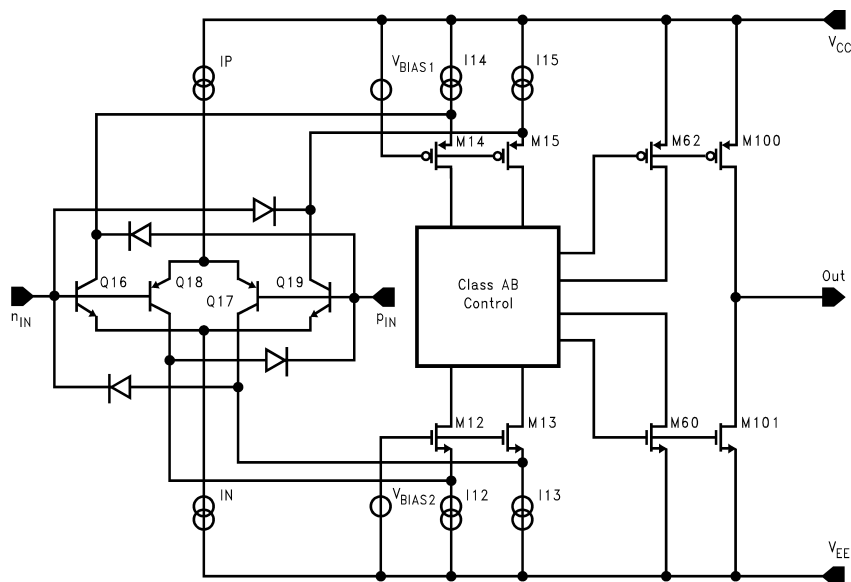 VCC
IP
VBIAS1
I14
I15
M14
M15
M62
M100
Class AB
Control
Out
Q16
Q18
Q17
Q19
nIN
pIN
M12
M13
M60
M101
IN
VBIAS2
I12
I13
VEE